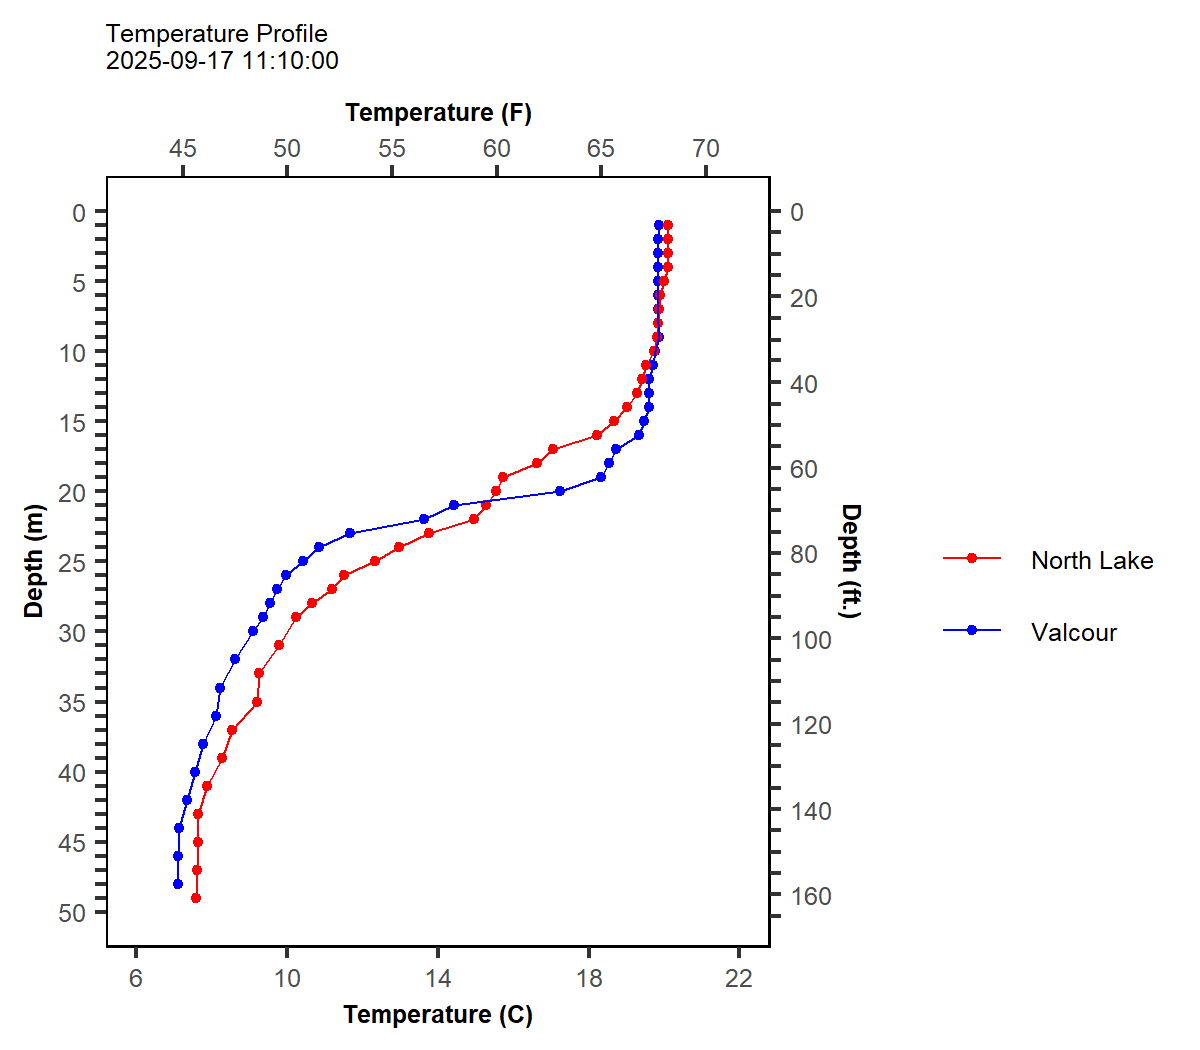 Temperature Profile
2025-09-17 11:10:00
Temperature (F)
45 50 55 60 65 70
0
5
10
15
20
25
30
35
40
45
50
Depth (m)
0
20
40
60
80
100
120
140
160
Depth (ft.)
North Lake
Valcour
6 10 14 18 22
Temperature (C)